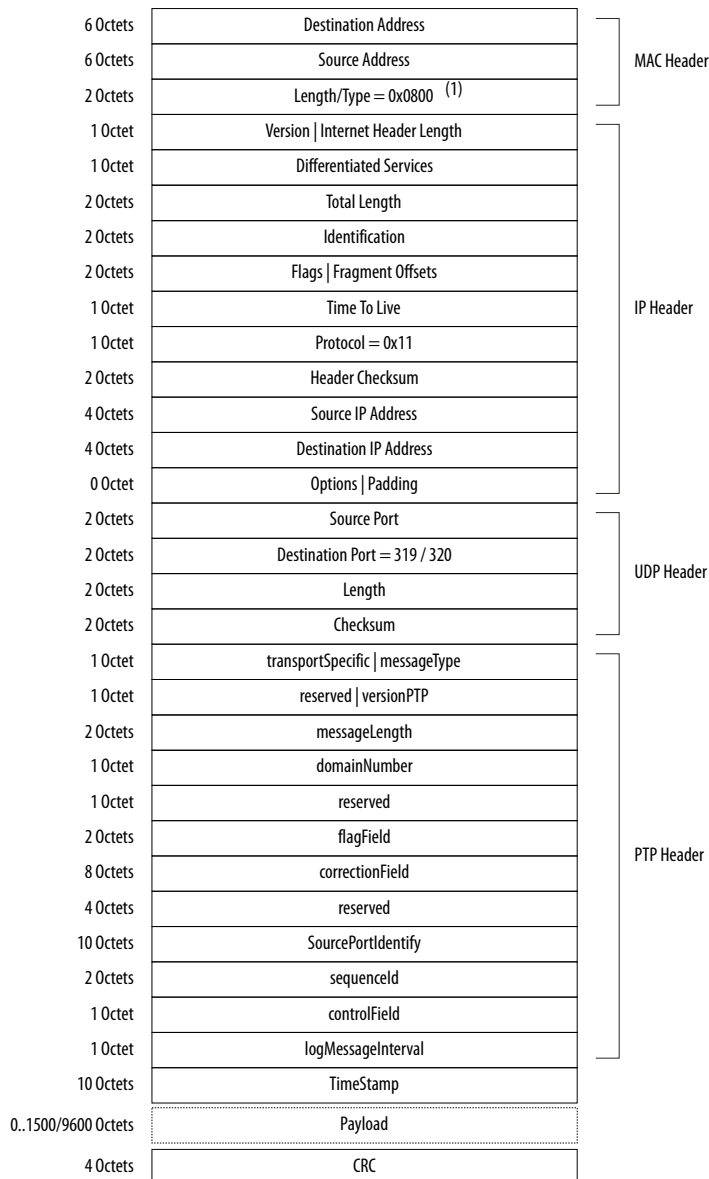 6 Octets Destination Address
6 Octets Source Address MAC Header
2 Octets Length/Type = 0x0800 (1)
1 Octet Version | Internet Header Length
1 Octet Differentiated Services
2 Octets Total Length
2 Octets Identification
2 Octets Flags | Fragment Offsets
1 Octet Time To Live IP Header
1 Octet Protocol = 0x11
2 Octets Header Checksum
4 Octets Source IP Address
4 Octets Destination IP Address
0 Octet Options | Padding
2 Octets Source Port
2 Octets Destination Port = 319 / 320
UDP Header
2 Octets Length
2 Octets Checksum
1 Octet transportSpecific | messageType
1 Octet reserved | versionPTP
2 Octets messageLength
1 Octet domainNumber
1 Octet reserved
2 Octets flagField
PTP Header
8 Octets correctionField
4 Octets reserved
10 Octets SourcePortIdentify
2 Octets sequenceId
1 Octet controlField
1 Octet logMessageInterval
10 Octets TimeStamp
0..1500/9600 Octets Payload
4 Octets CRC